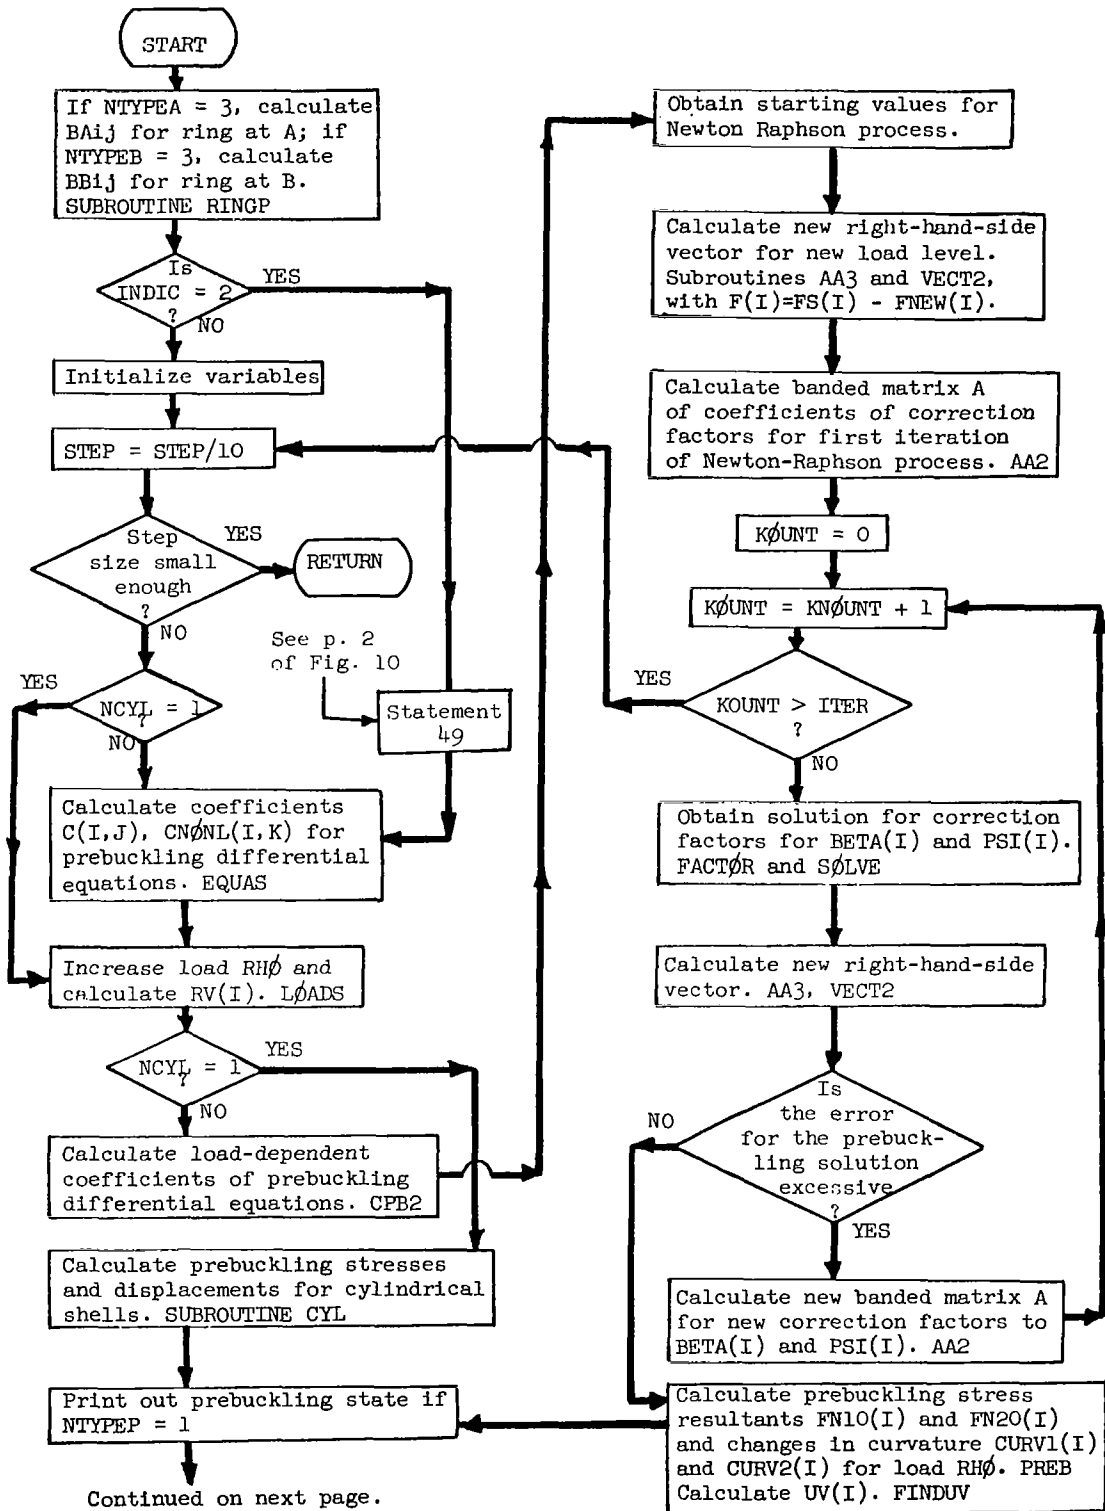 START
If NTYPEA = 3, calculate
BAij for ring at A; if
NTYPEB = 3, calculate
BBij for ring at B.
SUBROUTINE RINGP
Is
INDIC = 2
?
YES
NO
Initialize variables
STEP = STEP/10
Step
size small
enough
?
YES
RETURN
NO
See p. 2
of Fig. 10
Statement
49
YES
NCYL = 1
?
NO
Calculate coefficients
C(I,J), CNØNL(I,K) for
prebuckling differential
equations. EQUAS
Increase load RHØ and
calculate RV(I). LØADS
NCYL = 1
?
YES
NO
Calculate load-dependent
coefficients of prebuckling
differential equations. CPB2
Calculate prebuckling stresses
and displacements for cylindrical
shells. SUBROUTINE CYL
Print out prebuckling state if
NTYPEP = 1
Continued on next page.
Obtain starting values for
Newton Raphson process.
Calculate new right-hand-side
vector for new load level.
Subroutines AA3 and VECT2,
with F(I)=FS(I) - FNEW(I).
Calculate banded matrix A
of coefficients of correction
factors for first iteration
of Newton-Raphson process. AA2
KØUNT = 0
KØUNT = KNØUNT + 1
YES
KOUNT > ITER
?
NO
Obtain solution for correction
factors for BETA(I) and PSI(I).
FACTØR and SØLVE
Calculate new right-hand-side
vector. AA3, VECT2
NO
Is
the error
for the prebuck-
ling solution
excessive
?
YES
Calculate new banded matrix A
for new correction factors to
BETA(I) and PSI(I). AA2
Calculate prebuckling stress
resultants FN10(I) and FN20(I)
and changes in curvature CURV1(I)
and CURV2(I) for load RHØ. PREB
Calculate UV(I). FINDUV